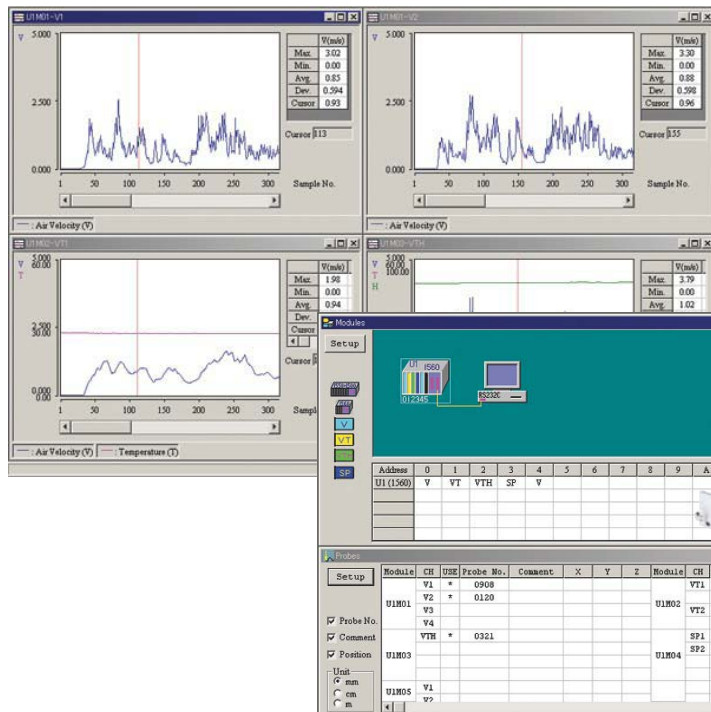 U1M01-V1
V
5.000
2.500
0.000
1 50 100 150 200 250 300
V(m/s)
Max. 3.02
Min. 0.00
Avg. 0.85
Dev. 0.594
Cursor 0.93
Cursor 113
Sample No.
: Air Velocity (V)
U1M01-V2
V
5.000
2.500
0.000
1 50 100 150 200 250 300
V(m/s)
Max. 3.30
Min. 0.00
Avg. 0.88
Dev. 0.598
Cursor 0.96
Cursor 155
Sample No.
: Air Velocity (V)
U1M02-VT1
V
T
5.000
60.00
2.500
30.00
0.000
0.00
1 50 100 150 200 250 300
V(m/s)
Max. 1.98
Min. 0.00
Avg. 0.94
Dev.
Cursor
Cursor
: Air Velocity (V) : Temperature (T)
U1M03-VTH
V
T
H
5.000
60.00
100.00
V(m/s)
Max. 3.79
Min. 0.00
Avg. 1.02
Modules
Setup
V
VT
SP
U1 1560
012345
RS232C
Address 0 1 2 3 4 5 6 7 8 9 A
U1 (1560) V VT VTH SP V
Probes
Setup
Probe No.
Comment
Position
Unit
mm
cm
m
Module CH USE Probe No. Comment X Y Z Module CH
U1M01 V1 * 0908
V2 * 0120
V3
V4
U1M02 VT1
VT2
U1M03 VTH * 0321
U1M04 SP1
SP2
U1M05 V1
V2